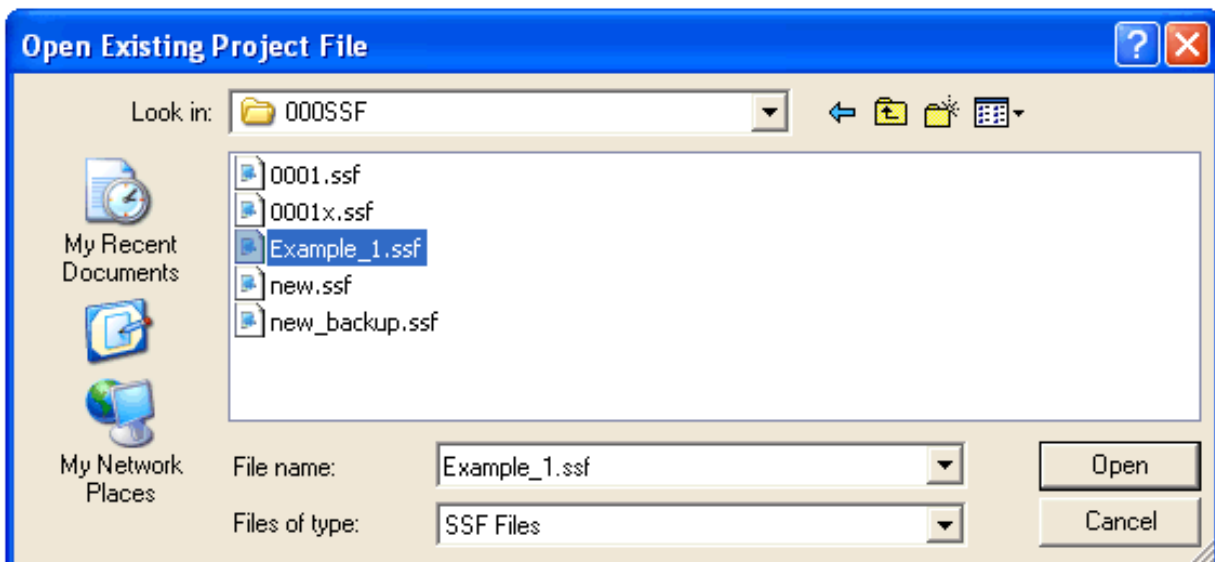 Open Existing Project File
Look in: 000SSF
0001.ssf
0001x.ssf
Example_1.ssf
new.ssf
new_backup.ssf
My Recent
Documents
My Network
Places
File name: Example_1.ssf Open
Files of type: SSF Files Cancel